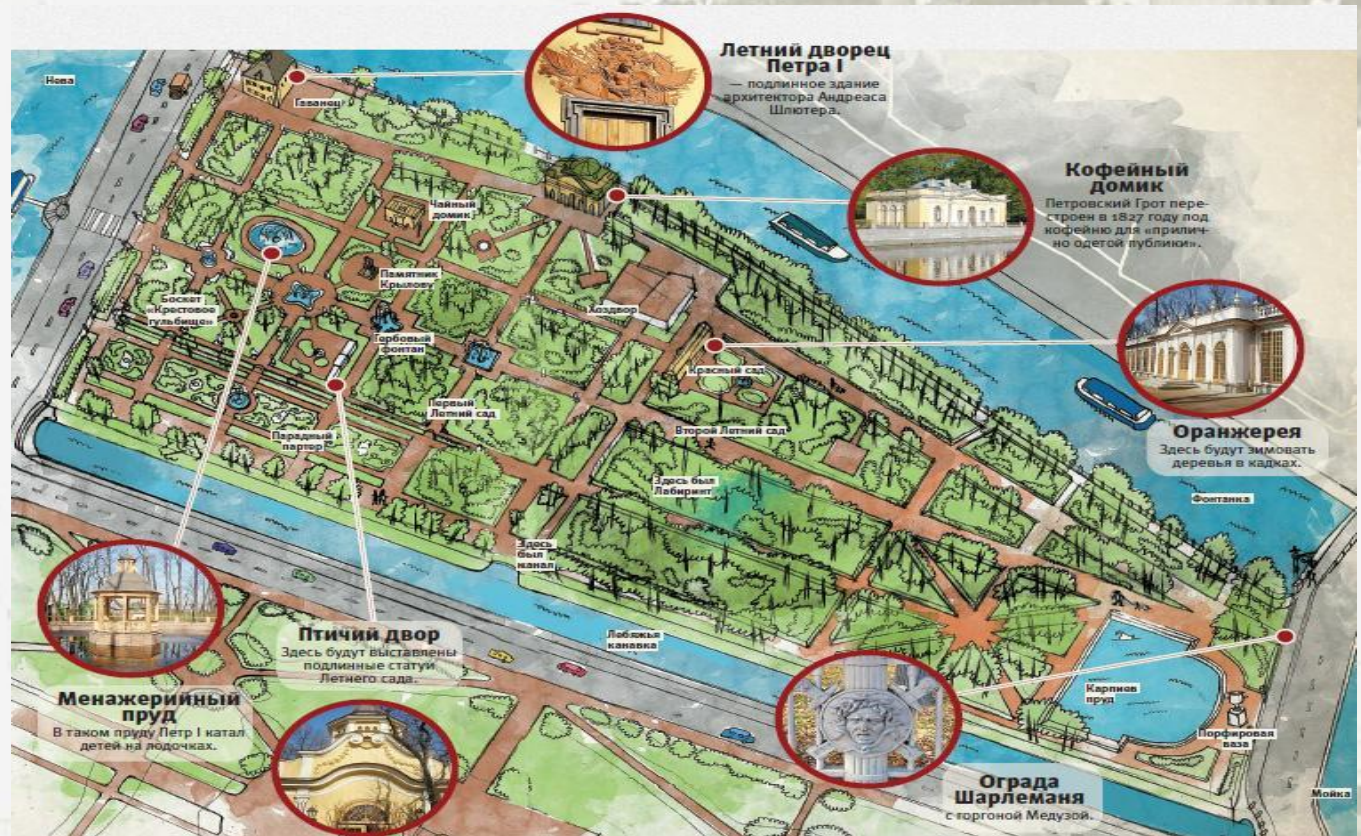 Летний дворец
Петра I
— подлинное здание
архитектора Андреаса
Шлютера.
Нева
Гаванец
Кофейный
домик
Петровский Грот пере-
строен в 1827 году под
кофейню для «прилич-
но одетой публики».
Чайный
домик
Памятник
Крылову
Боскет
«Крестовое
гульбище»
Хоздвор
Гербовый
фонтан
Красный сад
Первый
Летний сад
Второй Летний сад
Парадный
партер
Оранжерея
Здесь будут зимовать
деревья в кадках.
Здесь был
Лабиринт
Фонтанка
Здесь
был
канал
Птичий двор
Здесь будут выставлены
подлинные статуи
Летнего сада.
Лебяжья
канавка
Менажерийный
пруд
В таком пруду Петр I катал
детей на лодочках.
Карпиев
пруд
Порфировая
ваза
Ограда
Шарлеманя
с горгоной Медузой.
Мойка